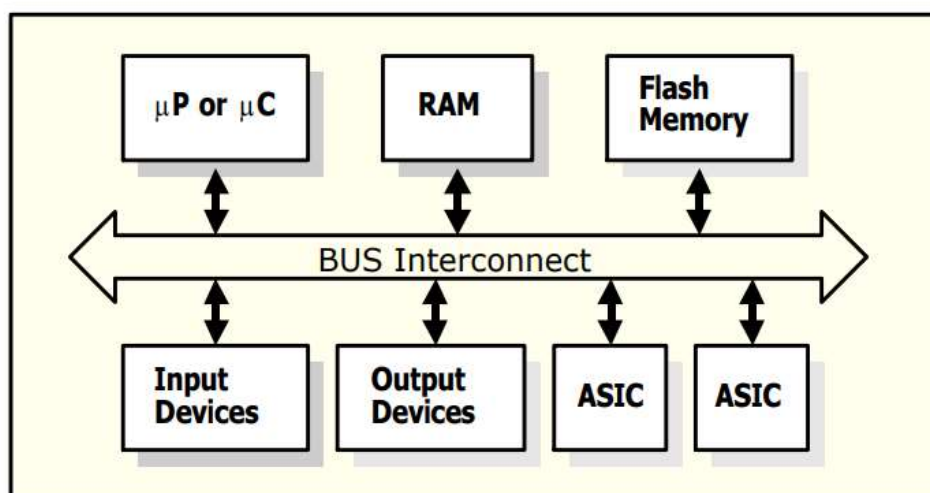 μP or μC
RAM
Flash
Memory
BUS Interconnect
Input
Devices
Output
Devices
ASIC
ASIC